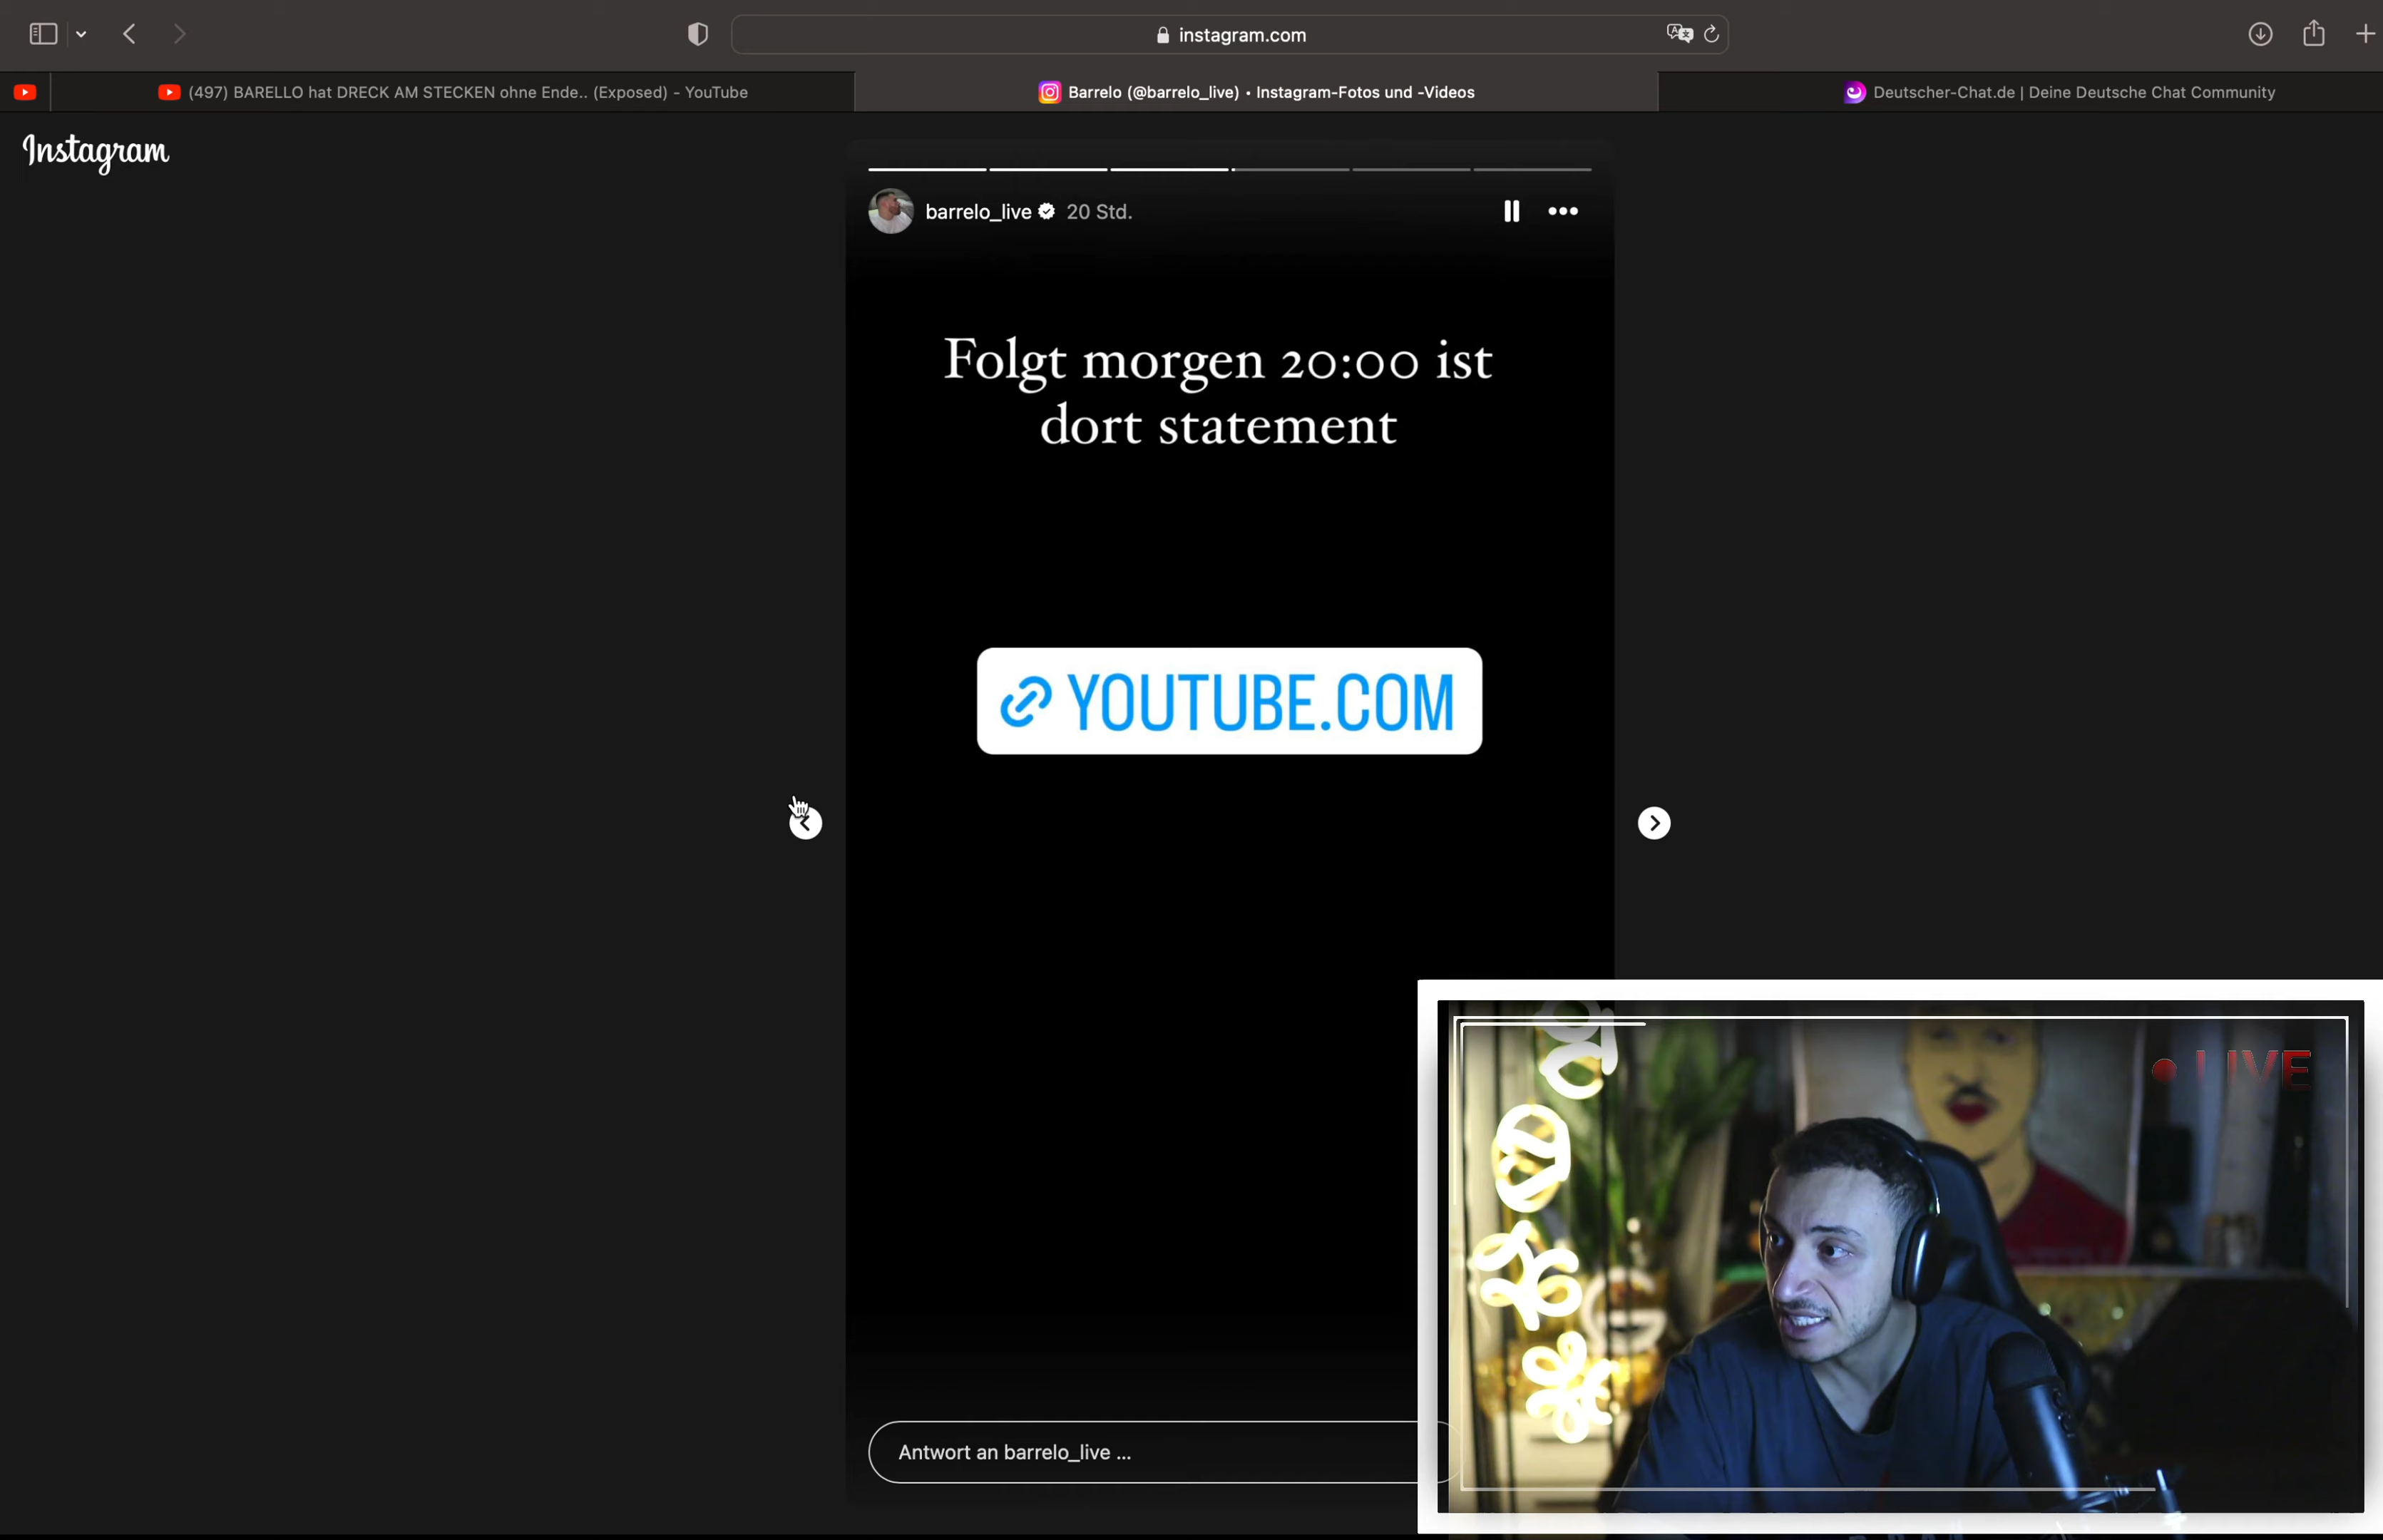 instagram.com
(497) BARELLO hat DRECK AM STECKEN ohne Ende.. (Exposed) - YouTube
Barrelo (@barrelo_live) • Instagram-Fotos und -Videos
Deutscher-Chat.de | Deine Deutsche Chat Community
Instagram
barrelo_live 20 Std.
Folgt morgen 20:00 ist
dort statement
YOUTUBE.COM
LIVE
Antwort an barrelo_live ...